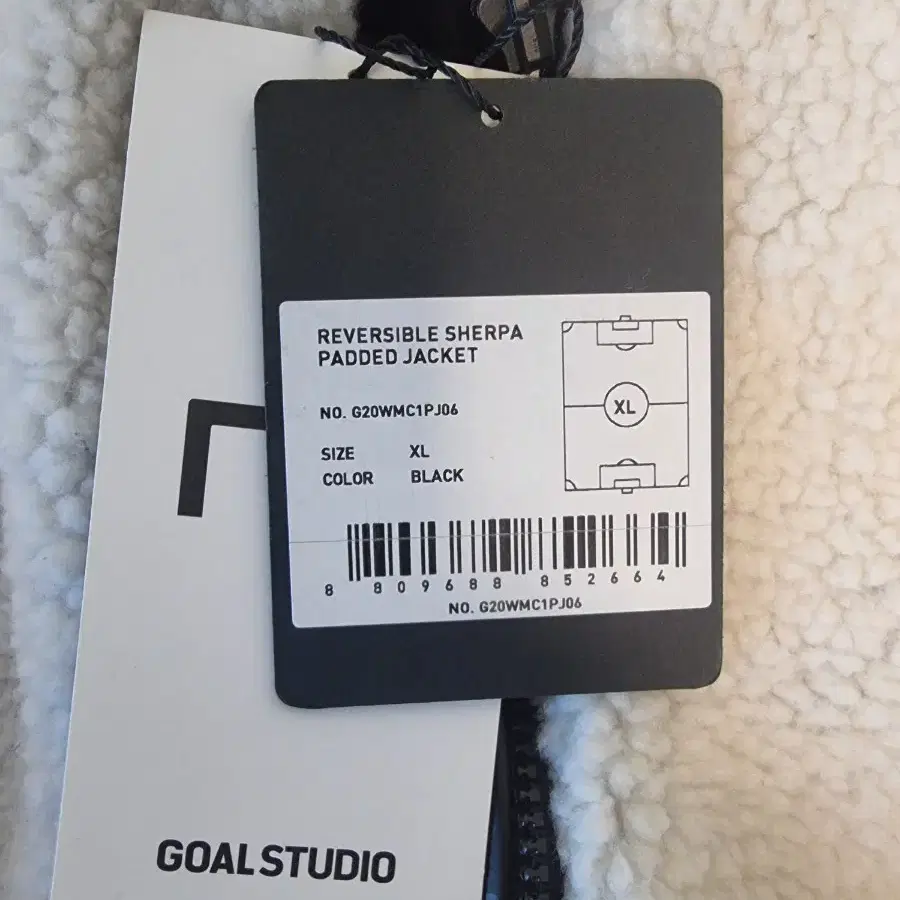 REVERSIBLE SHERPA
PADDED JACKET
NO. G20WMC1PJ06
SIZE XL
COLOR BLACK
XL
8 809688 852664
NO. G20WMC1PJ06
GOALSTUDIO